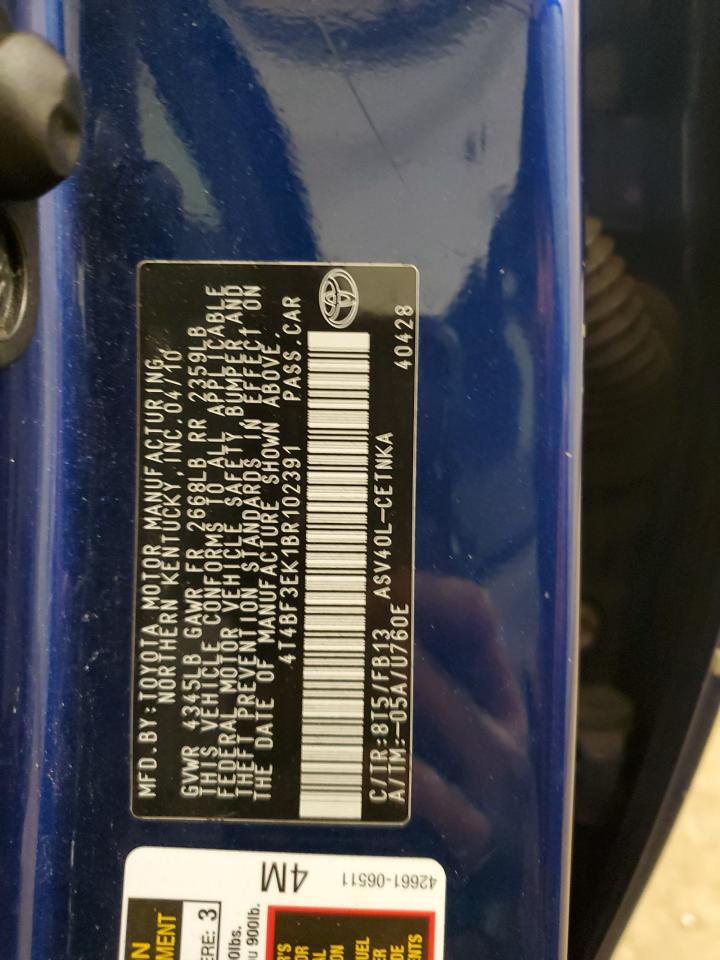 MFD.BY:TOYOTA MOTOR MANUFACTURING,
NORTHERN KENTUCKY,INC.04/10
GVWR 4345LB GAWR FR 2668LB RR 2359LB
THIS VEHICLE CONFORMS TO ALL APPLICABLE
FEDERAL MOTOR VEHICLE SAFETY, BUMPER,AND
THEFT PREVENTION STANDARDS IN EFFECT ON
THE DATE OF MANUFACTURE SHOWN ABOVE.
4T4BF3EK1BR102391 PASS.CAR
C/TR:8T5/FB13 ASV40L-CETNKA
A/TM:-05A/U760E 40428
4M
42661-06511
3
900lb.